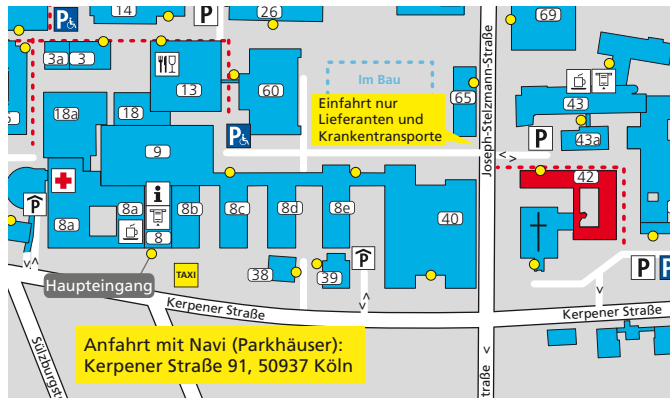 14
P
26
69
3a
3
13
60
Im Bau
65
43
18a
18
Einfahrt nur
Lieferanten und
Krankentransporte
P
43a
P
9
Joseph-Stelzmann-Straße
42
P
i
8a
8a
8b
8c
8d
8e
40
8
P
38
39
TAXI
P
P
Haupteingang
Kerpener Straße
Kerpener Straße
Anfahrt mit Navi (Parkhäuser):
Kerpener Straße 91, 50937 Köln
Sülzburgst
traße